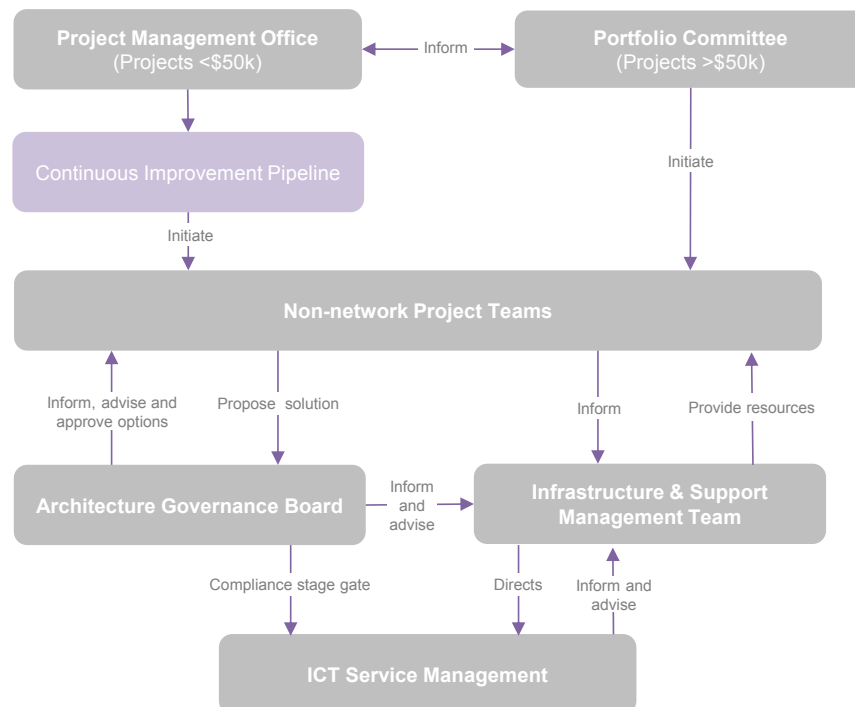 Project Management Office
(Projects <$50k)
Inform
Portfolio Committee
(Projects >$50k)
Continuous Improvement Pipeline
Initiate
Initiate
Non-network Project Teams
Inform, advise and
approve options
Propose solution
Inform
Provide resources
Architecture Governance Board
Inform
and
advise
Infrastructure & Support
Management Team
Compliance stage gate
Directs
Inform and
advise
ICT Service Management